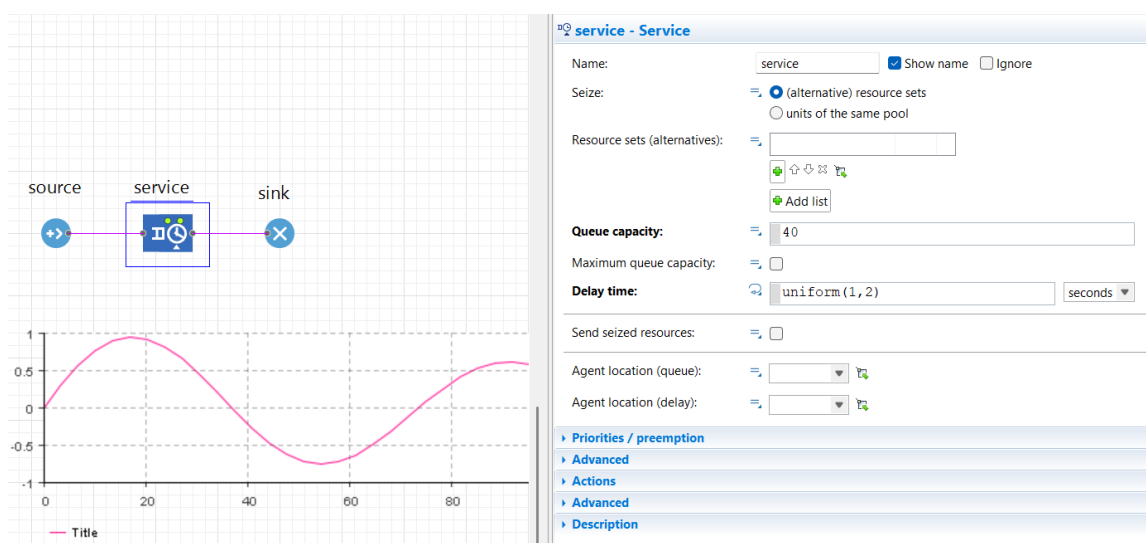 source
service
sink
1
0.5
0
-0.5
-1
0
20
40
60
80
Title
service - Service
Name:
service
Show name
Ignore
Seize:
(alternative) resource sets
units of the same pool
Resource sets (alternatives):
Add list
Queue capacity:
40
Maximum queue capacity:
Delay time:
uniform(1,2)
seconds
Send seized resources:
Agent location (queue):
Agent location (delay):
Priorities / preemption
Advanced
Actions
Advanced
Description